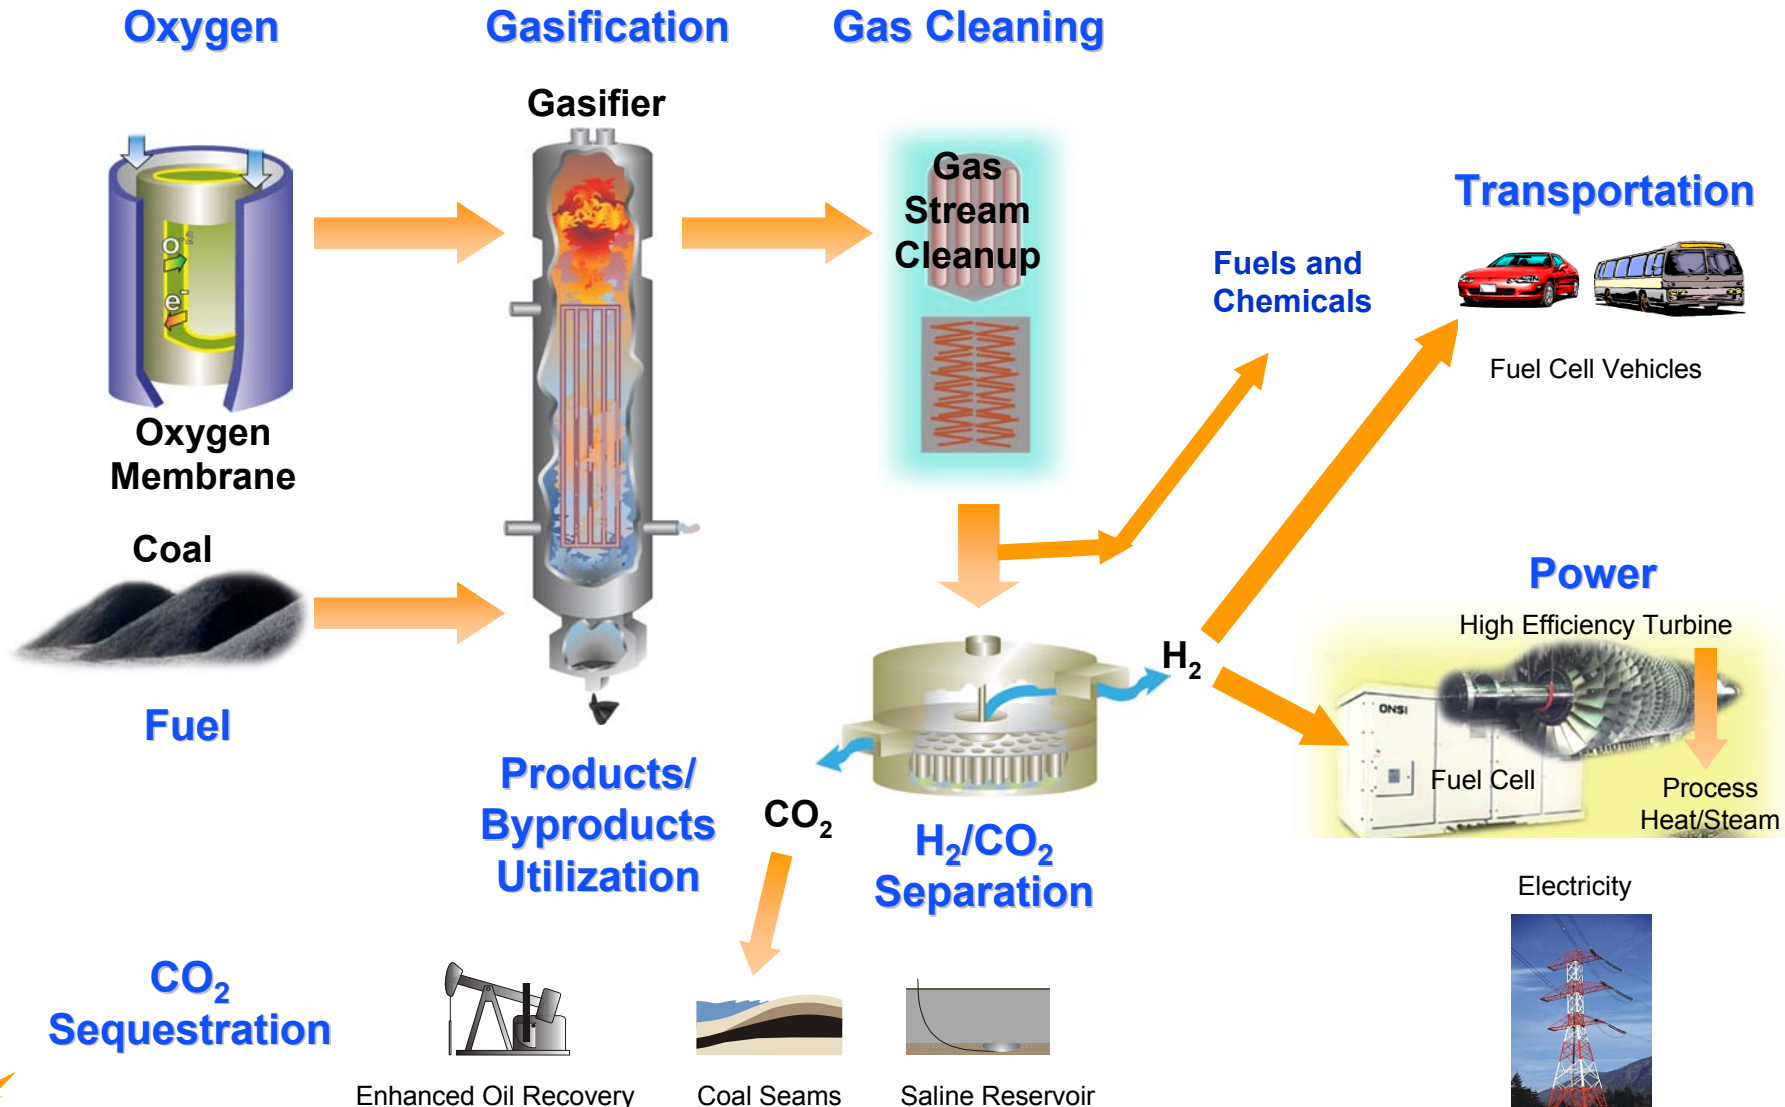 Oxygen
Gasification
Gas Cleaning
Gasifier
Gas
Stream
Cleanup
Transportation
Fuels and
Chemicals
O⁻²
e⁻
Fuel Cell Vehicles
Oxygen
Membrane
Coal
Power
High Efficiency Turbine
H₂
ONSI
Fuel
Products/
Byproducts
Utilization
CO₂
H₂/CO₂
Separation
Fuel Cell
Process
Heat/Steam
Electricity
CO₂
Sequestration
Enhanced Oil Recovery
Coal Seams
Saline Reservoir